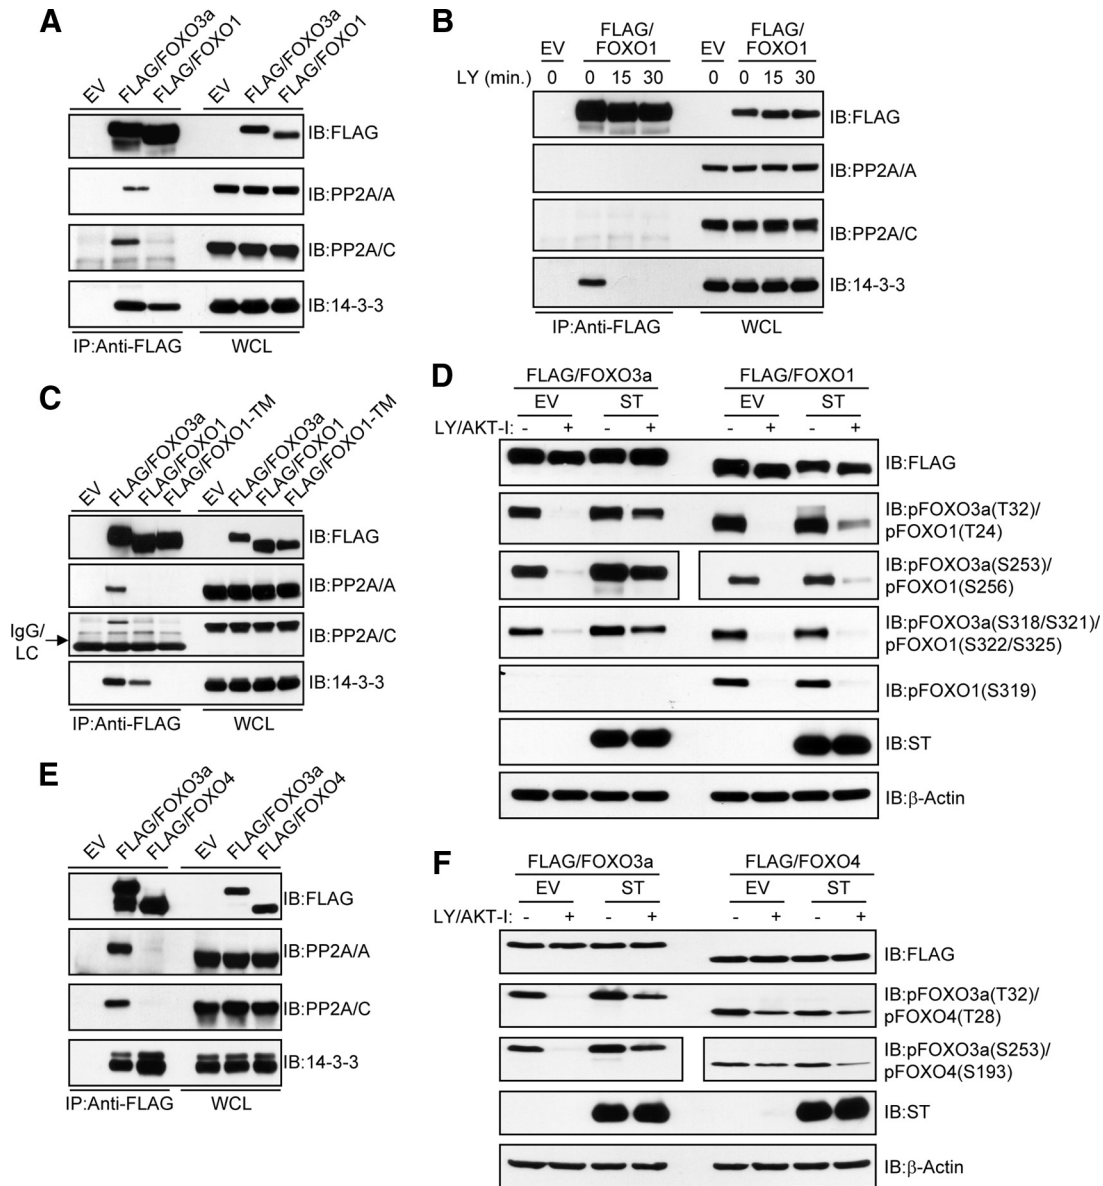 A
EV
FLAG/FOXO3a
FLAG/FOXO1
EV
FLAG/FOXO3a
FLAG/FOXO1
IB:FLAG
IB:PP2A/A
IB:PP2A/C
IB:14-3-3
IP:Anti-FLAG
WCL
B
FLAG/
FOXO1
FLAG/
FOXO1
EV
EV
LY (min.) 0 0 15 30 0 0 15 30
IB:FLAG
IB:PP2A/A
IB:PP2A/C
IB:14-3-3
IP:Anti-FLAG
WCL
C
EV
FLAG/FOXO3a
FLAG/FOXO1
FLAG/FOXO1-TM
EV
FLAG/FOXO3a
FLAG/FOXO1
FLAG/FOXO1-TM
IB:FLAG
IB:PP2A/A
IgG/
LC
IB:PP2A/C
IB:14-3-3
IP:Anti-FLAG
WCL
D
FLAG/FOXO3a
FLAG/FOXO1
EV ST EV ST
LY/AKT-I: - + - + - + - +
IB:FLAG
IB:pFOXO3a(T32)/
pFOXO1(T24)
IB:pFOXO3a(S253)/
pFOXO1(S256)
IB:pFOXO3a(S318/S321)/
pFOXO1(S322/S325)
IB:pFOXO1(S319)
IB:ST
IB:β-Actin
E
EV
FLAG/FOXO3a
FLAG/FOXO4
EV
FLAG/FOXO3a
FLAG/FOXO4
IB:FLAG
IB:PP2A/A
IB:PP2A/C
IB:14-3-3
IP:Anti-FLAG
WCL
F
FLAG/FOXO3a
FLAG/FOXO4
EV ST EV ST
LY/AKT-I: - + - + - + - +
IB:FLAG
IB:pFOXO3a(T32)/
pFOXO4(T28)
IB:pFOXO3a(S253)/
pFOXO4(S193)
IB:ST
IB:β-Actin